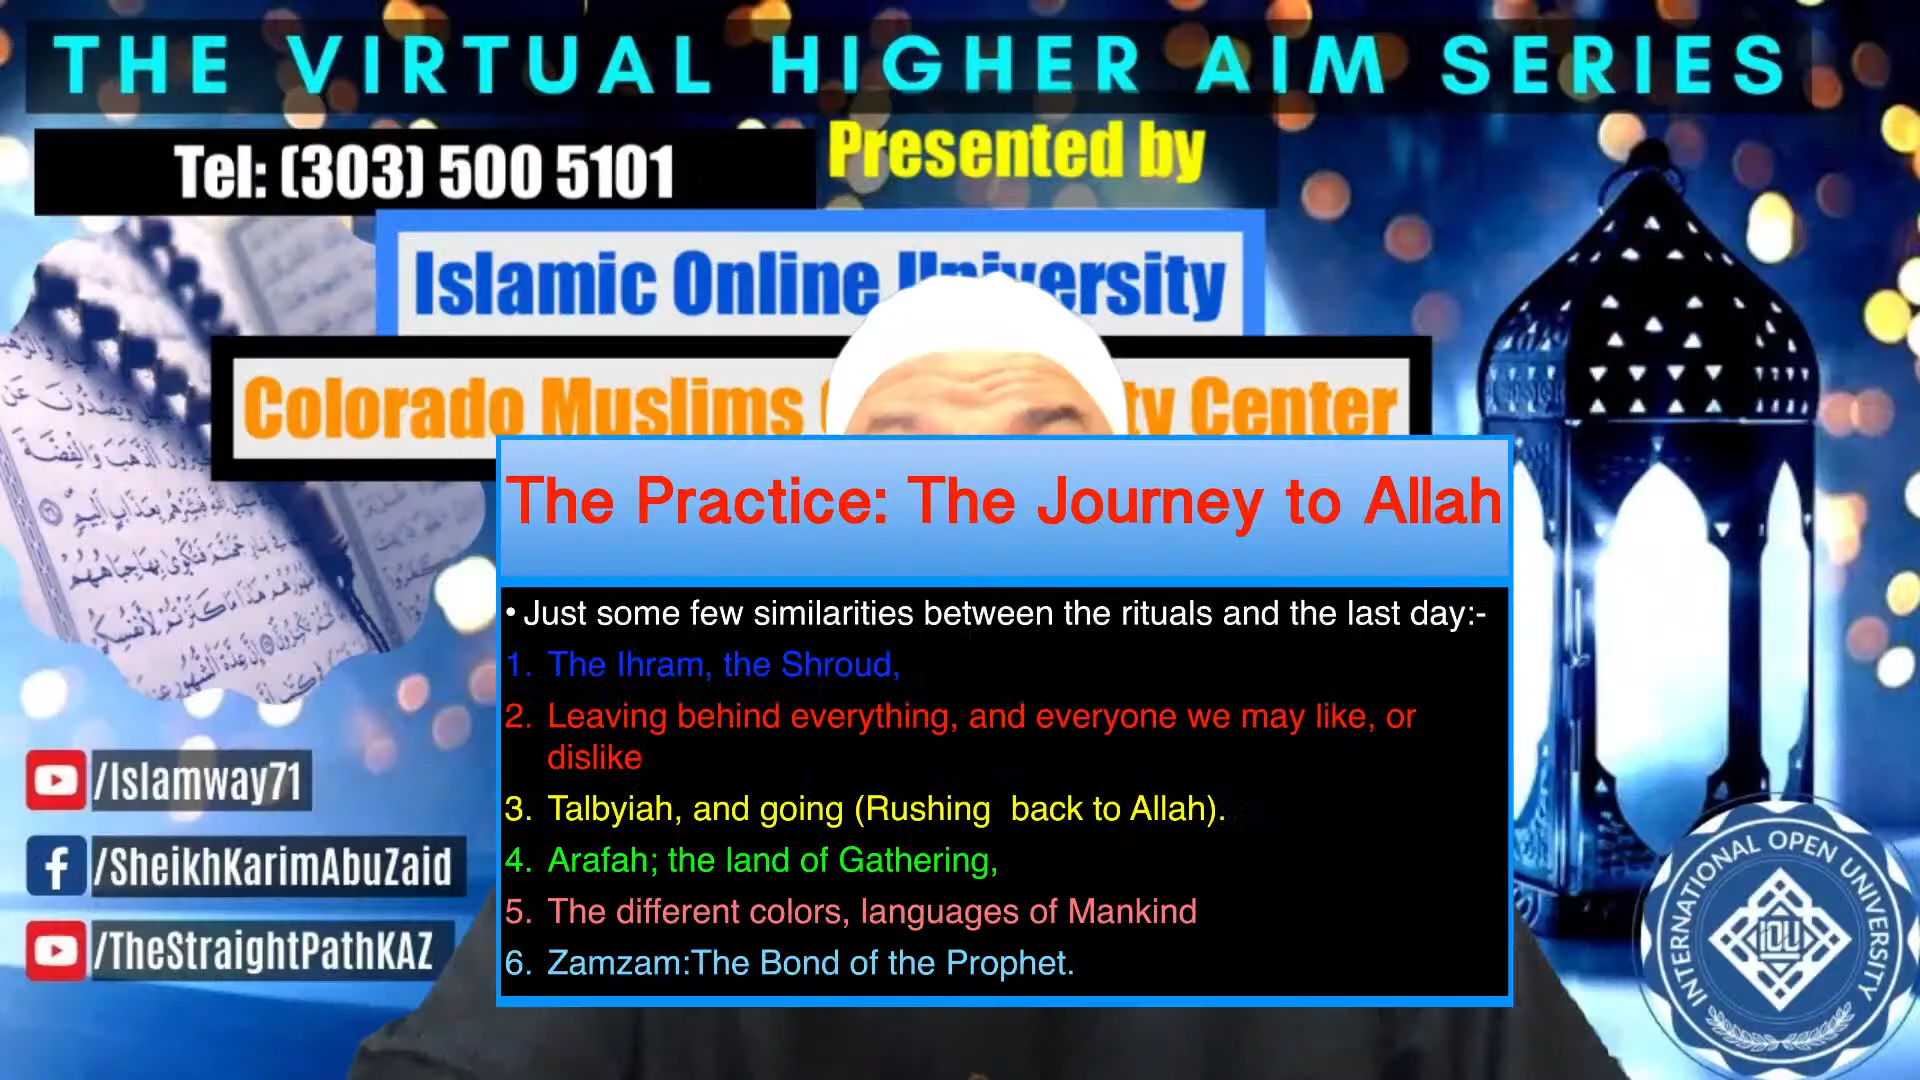 THE VIRTUAL HIGHER AIM SERIES
Tel: (303) 500 5101
Presented by
Islamic Online University
Colorado Muslims ty Center
The Practice: The Journey to Allah
• Just some few similarities between the rituals and the last day:-
1. The Ihram, the Shroud,
2. Leaving behind everything, and everyone we may like, or
dislike
3. Talbyiah, and going (Rushing  back to Allah).
4. Arafah; the land of Gathering,
5. The different colors, languages of Mankind
6. Zamzam:The Bond of the Prophet.
/Islamway71
/SheikhKarimAbuZaid
/TheStraightPathKAZ
INTERNATIONAL OPEN UNIVERSITY
IOU